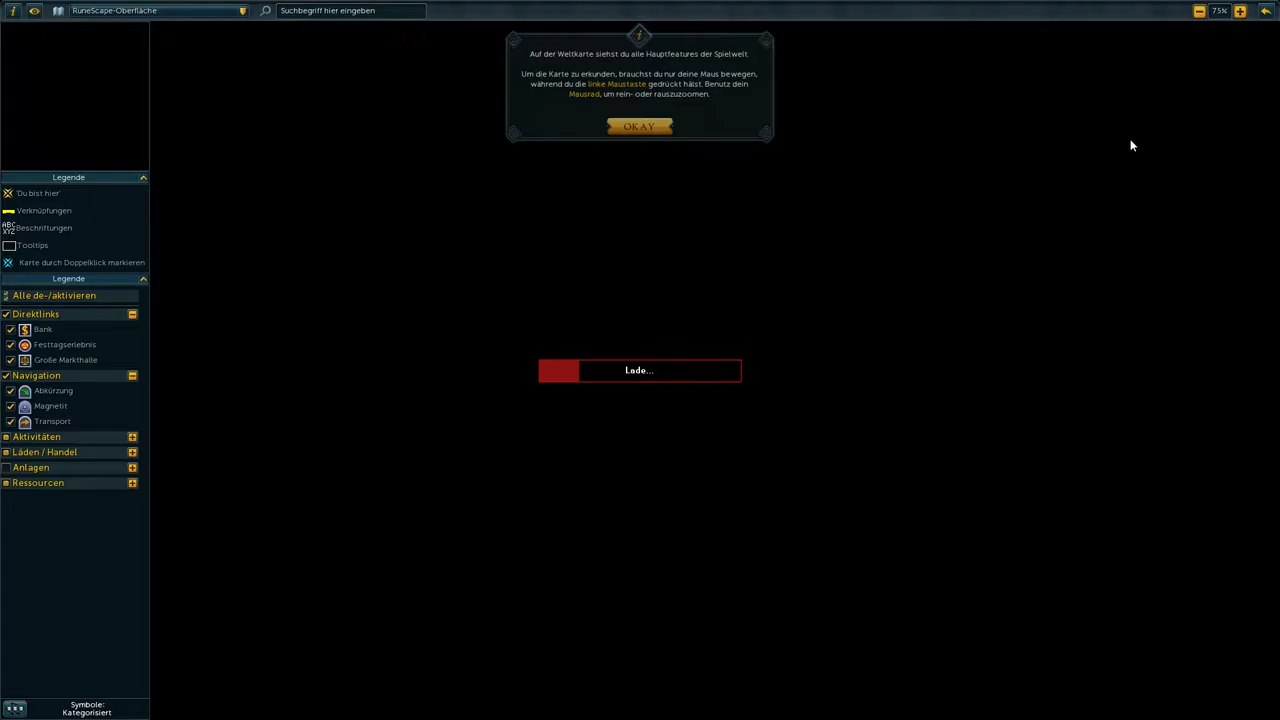 RuneScape-Oberfläche
Suchbegriff hier eingeben
75%
Auf der Weltkarte siehst du alle Hauptfeatures der Spielwelt.
Um die Karte zu erkunden, brauchst du nur deine Maus bewegen,
während du die linke Maustaste gedrückt hälst. Benutz dein
Mausrad, um rein- oder rauszuzoomen.
OKAY
Legende
'Du bist hier'
Verknüpfungen
ABC
XYZ
Beschriftungen
Tooltips
Karte durch Doppelklick markieren
Legende
Alle de-/aktivieren
Direktlinks
Bank
Festtagserlebnis
Große Markthalle
Navigation
Abkürzung
Magnetit
Transport
Aktivitäten
Läden / Handel
Anlagen
Ressourcen
Lade...
Symbole:
Kategorisiert